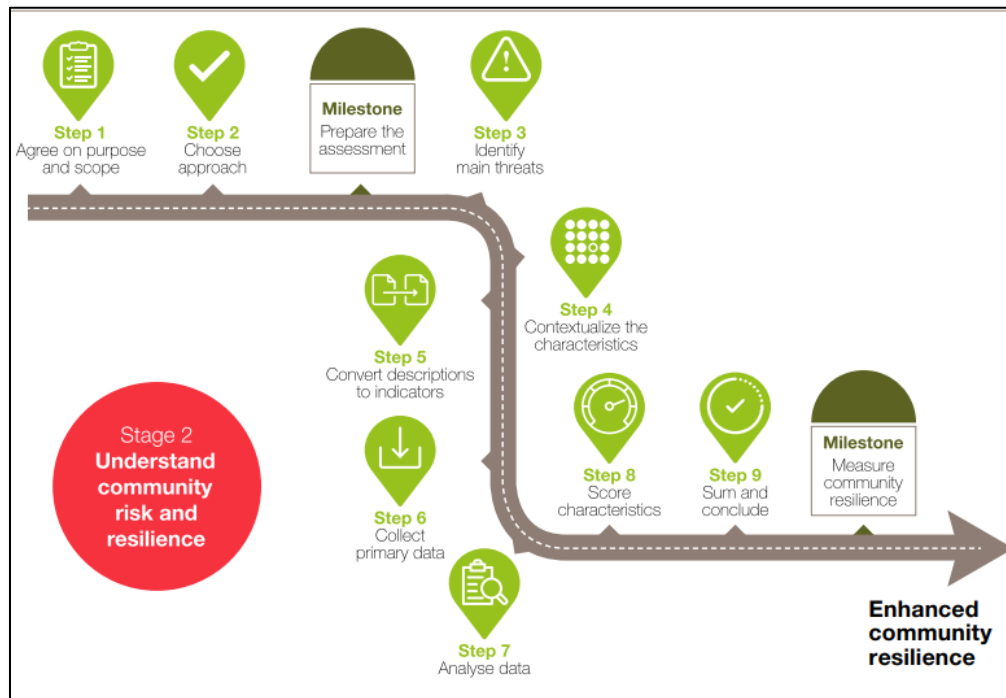 Step 1
Agree on purpose
and scope
Step 2
Choose
approach
Milestone
Prepare the
assessment
Step 3
Identify
main threats
Step 4
Contextualize the
characteristics
Step 5
Convert descriptions
to indicators
Stage 2
Understand
community
risk and
resilience
Step 6
Collect
primary data
Step 7
Analyse data
Step 8
Score
characteristics
Step 9
Sum and
conclude
Milestone
Measure
community
resilience
Enhanced
community
resilience